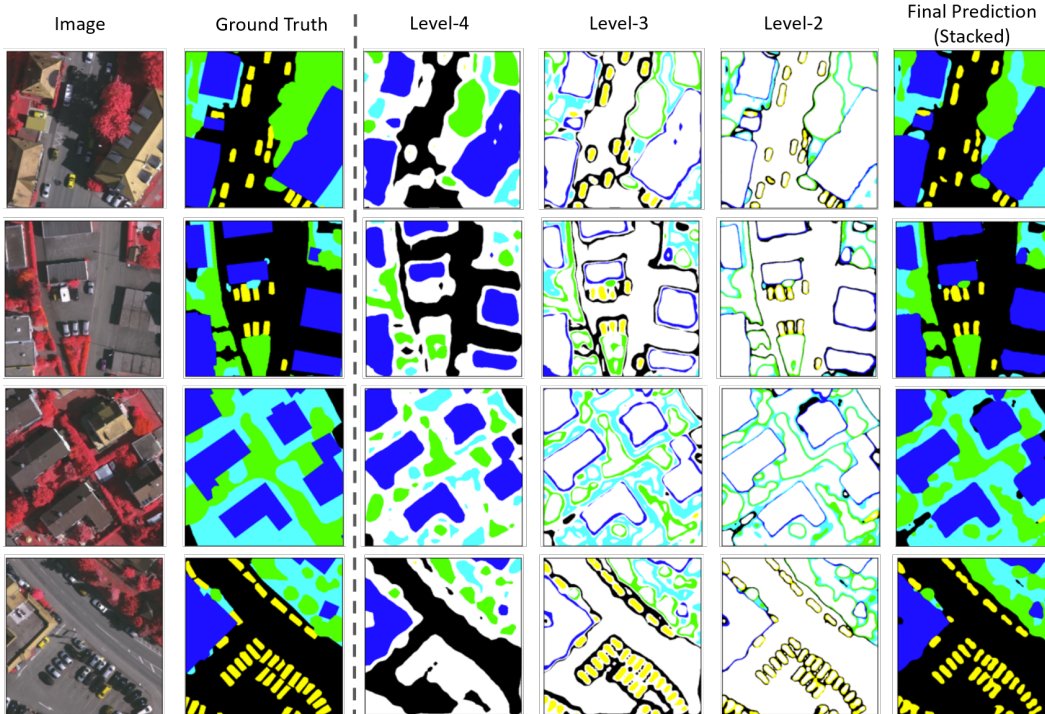 Image
Ground Truth
Level-4
Level-3
Level-2
Final Prediction
(Stacked)